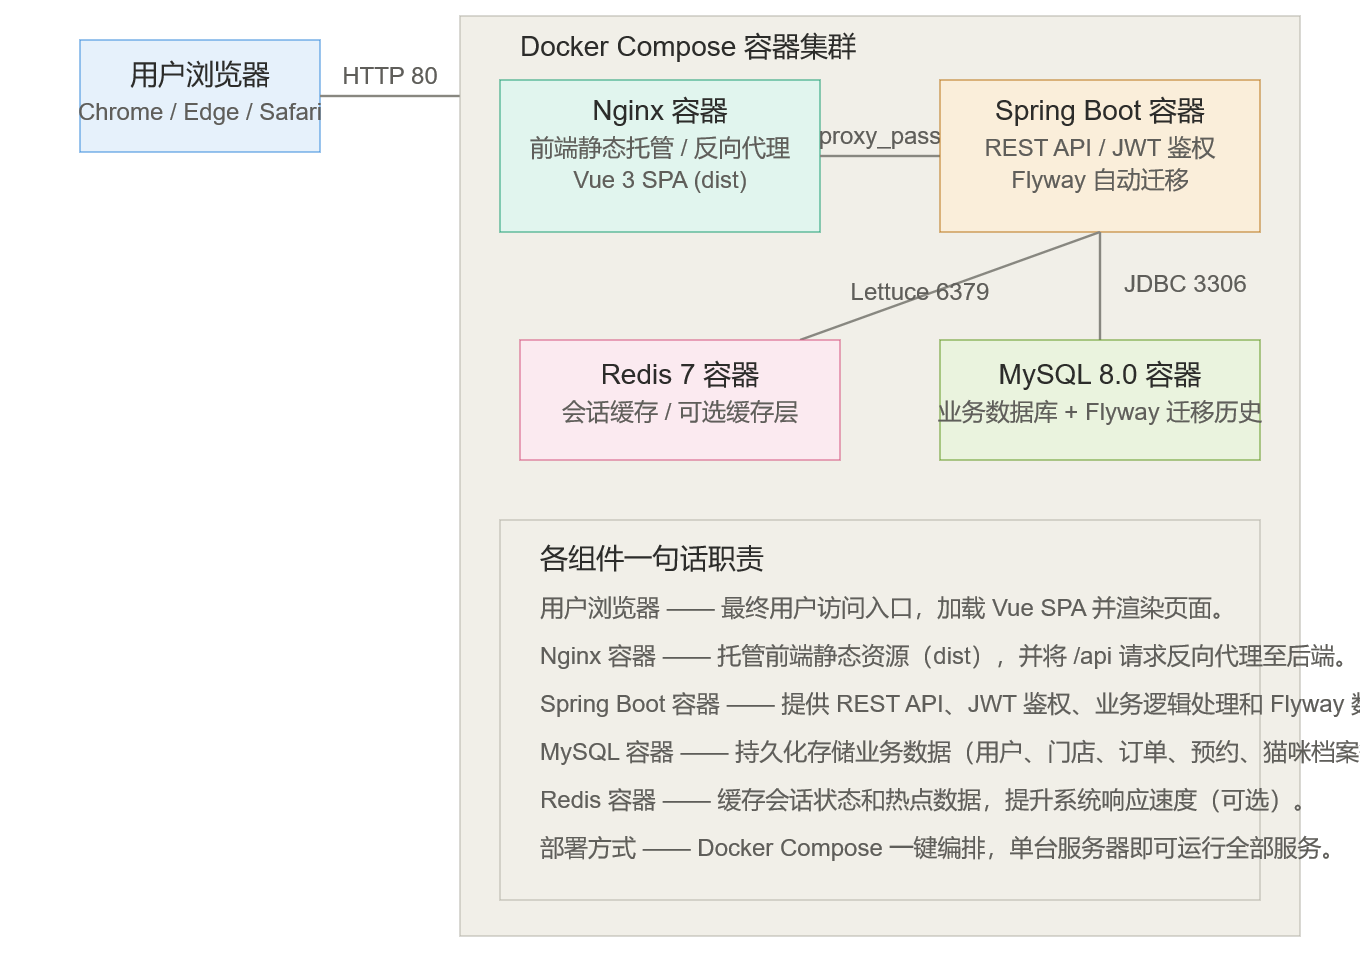 Docker Compose 容器集群
用户浏览器
Chrome / Edge / Safari
HTTP 80
Nginx 容器
前端静态托管 / 反向代理
Vue 3 SPA (dist)
proxy_pass
Spring Boot 容器
REST API / JWT 鉴权
Flyway 自动迁移
Lettuce 6379
JDBC 3306
Redis 7 容器
会话缓存 / 可选缓存层
MySQL 8.0 容器
业务数据库 + Flyway 迁移历史
各组件一句话职责
用户浏览器 —— 最终用户访问入口，加载 Vue SPA 并渲染页面。
Nginx 容器 —— 托管前端静态资源（dist），并将 /api 请求反向代理至后端。
Spring Boot 容器 —— 提供 REST API、JWT 鉴权、业务逻辑处理和 Flyway
MySQL 容器 —— 持久化存储业务数据（用户、门店、订单、预约、猫咪档案
Redis 容器 —— 缓存会话状态和热点数据，提升系统响应速度（可选）。
部署方式 —— Docker Compose 一键编排，单台服务器即可运行全部服务。